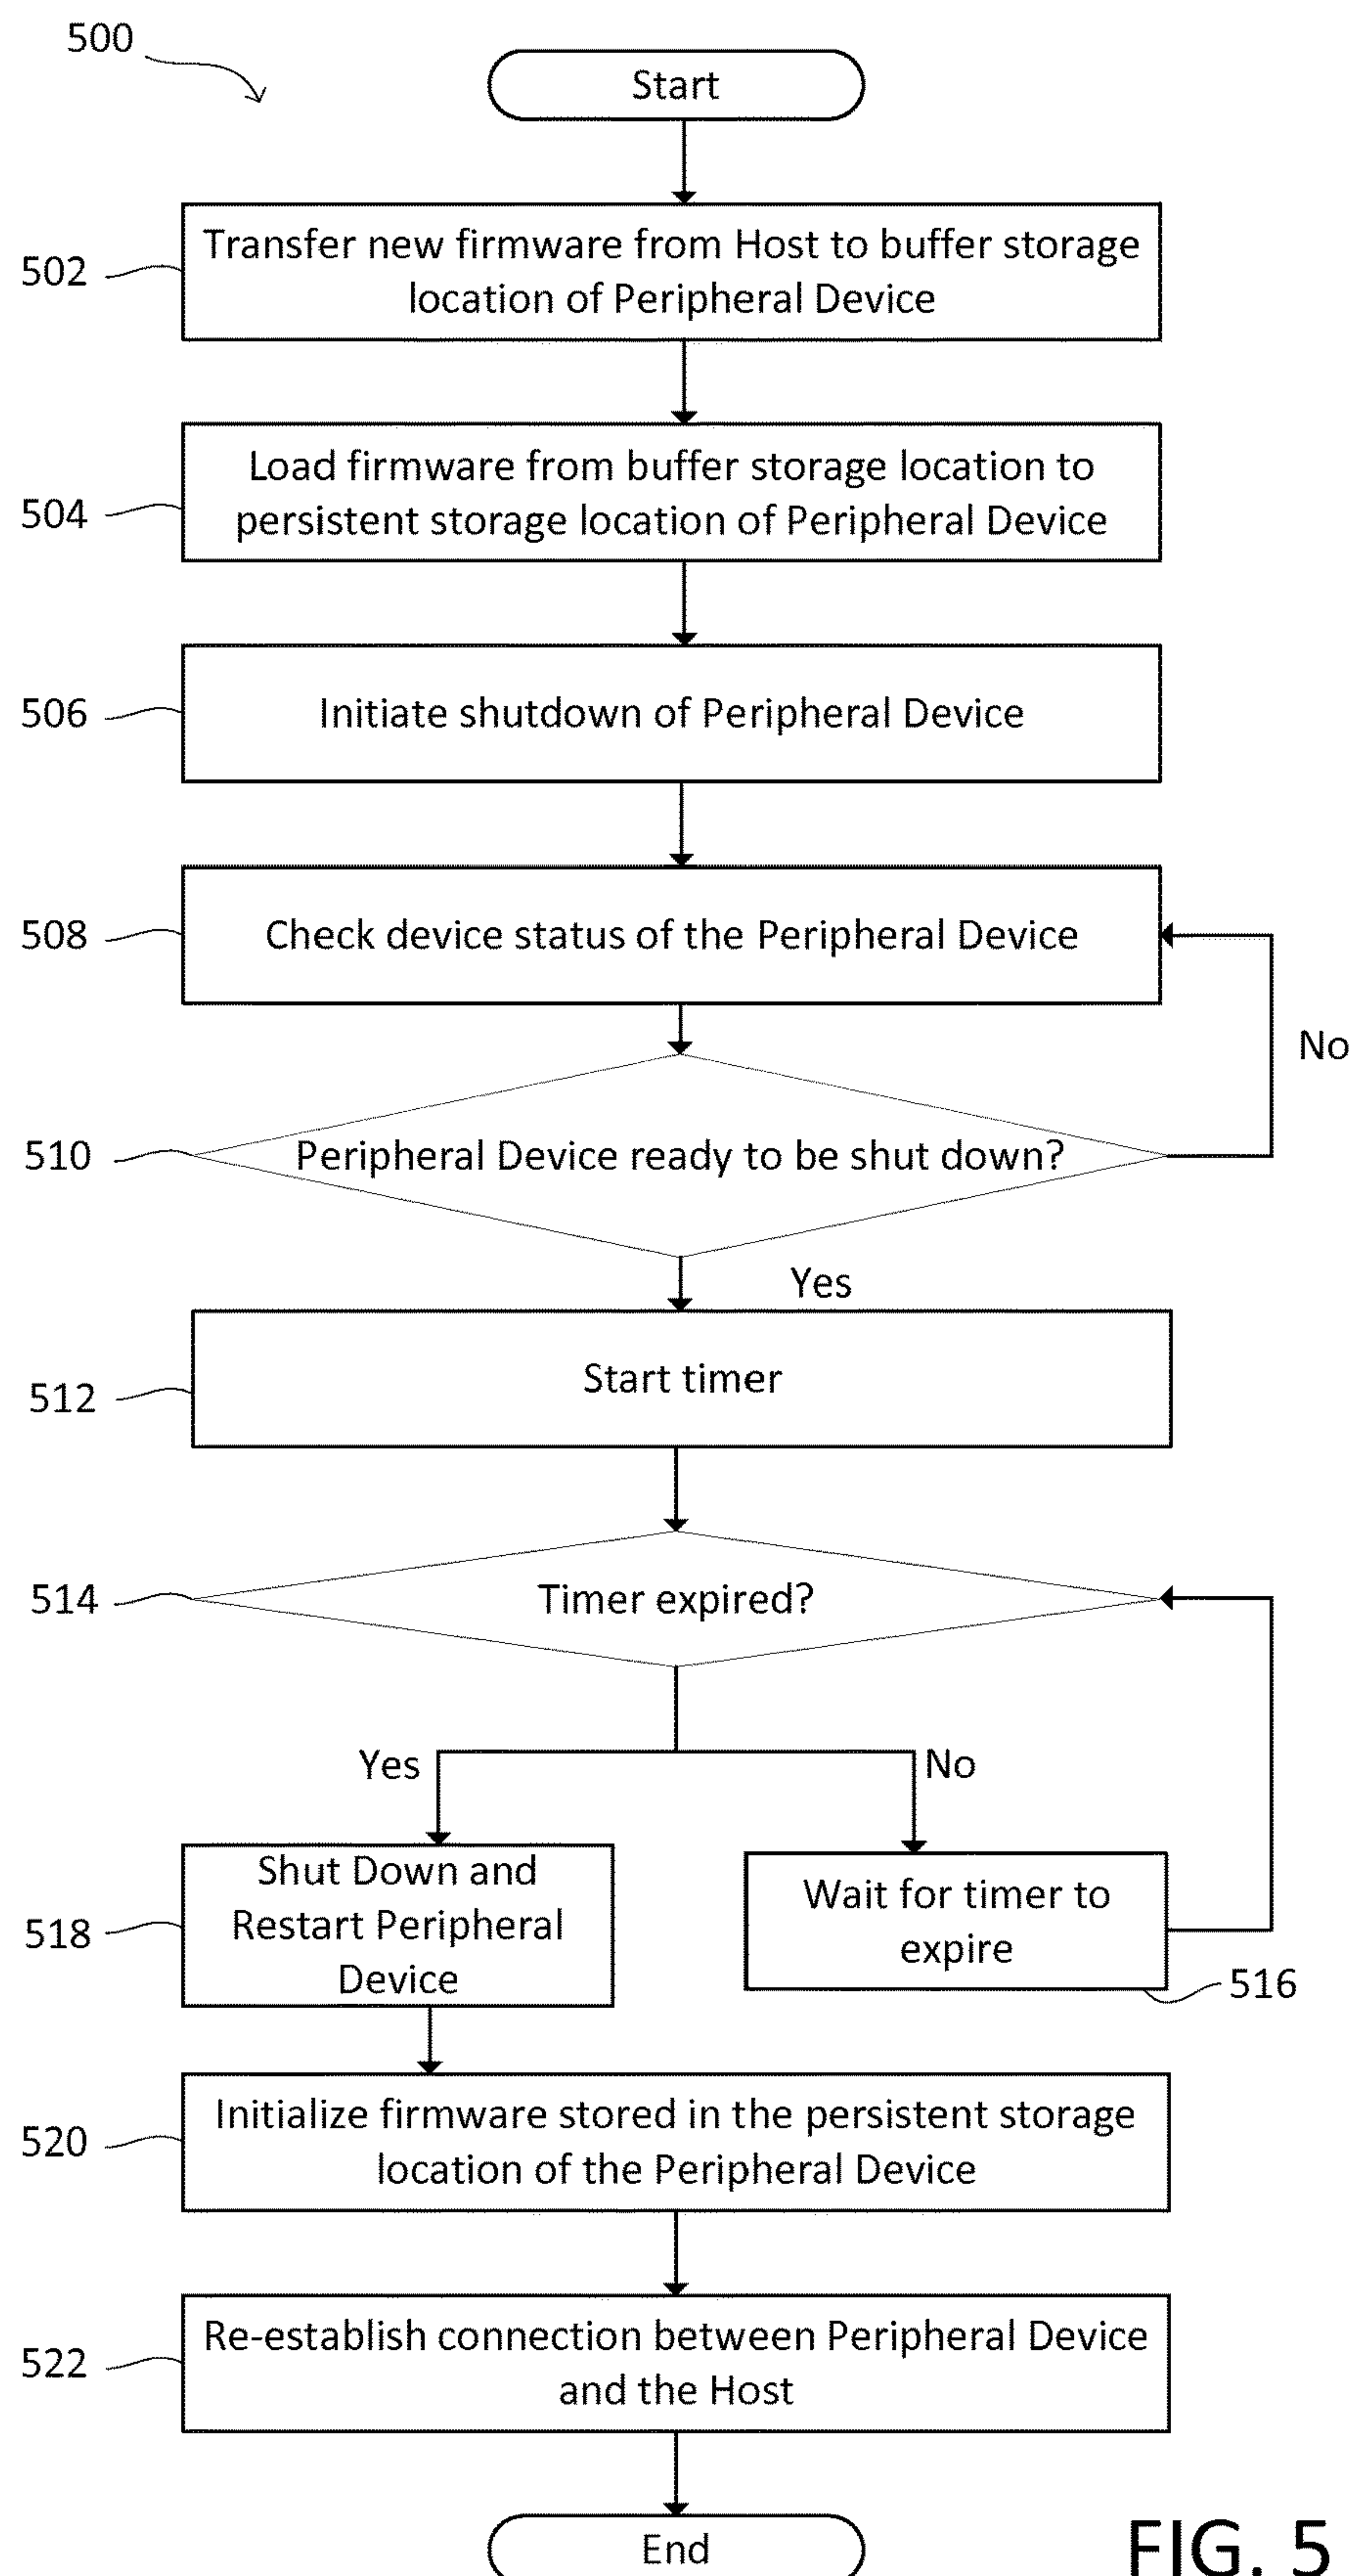 500
Start
502
Transfer new firmware from Host to buffer storage
location of Peripheral Device
504
Load firmware from buffer storage location to
persistent storage location of Peripheral Device
506
Initiate shutdown of Peripheral Device
508
Check device status of the Peripheral Device
No
510
Peripheral Device ready to be shut down?
Yes
512
Start timer
514
Timer expired?
Yes
No
518
Shut Down and
Restart Peripheral
Device
Wait for timer to
expire
516
520
Initialize firmware stored in the persistent storage
location of the Peripheral Device
522
Re-establish connection between Peripheral Device
and the Host
End
FIG. 5